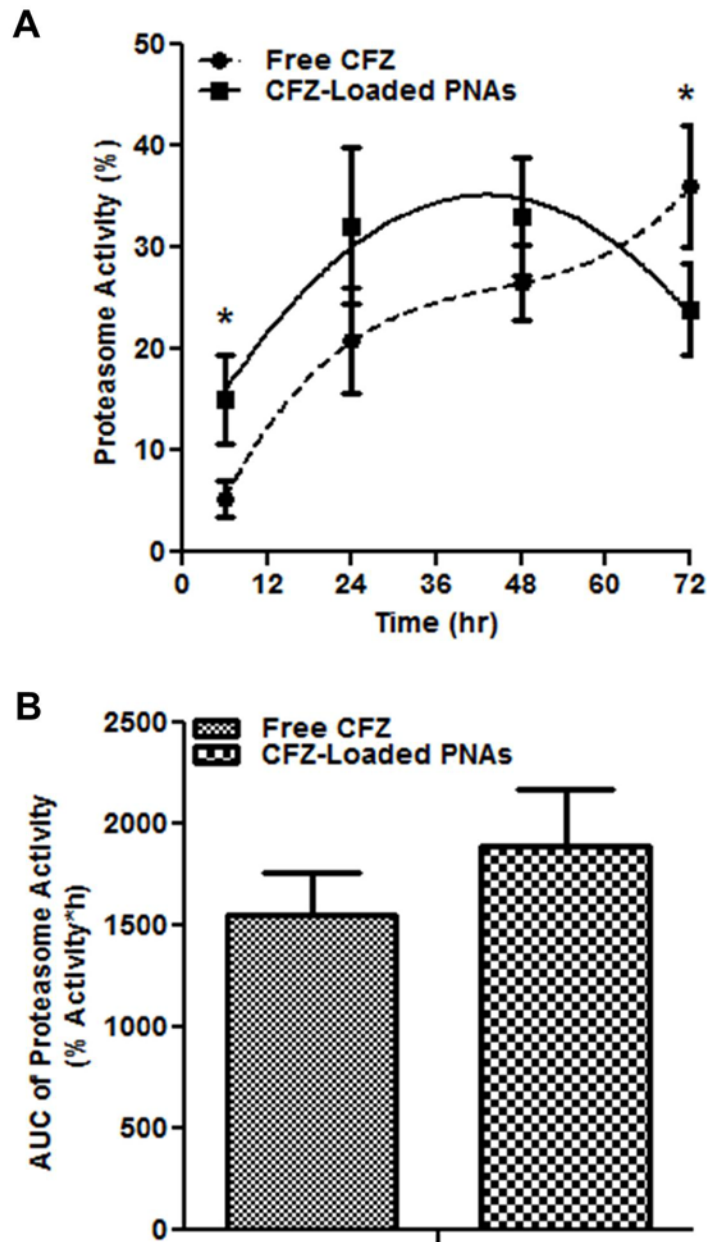 A
50
Free CFZ
CFZ-Loaded PNAs
*
40
30
*
20
10
0
Proteasome Activity (%)
0 12 24 36 48 60 72
Time (hr)
B
2500
Free CFZ
CFZ-Loaded PNAs
2000
1500
1000
500
0
AUC of Proteasome Activity
(% Activity*h)